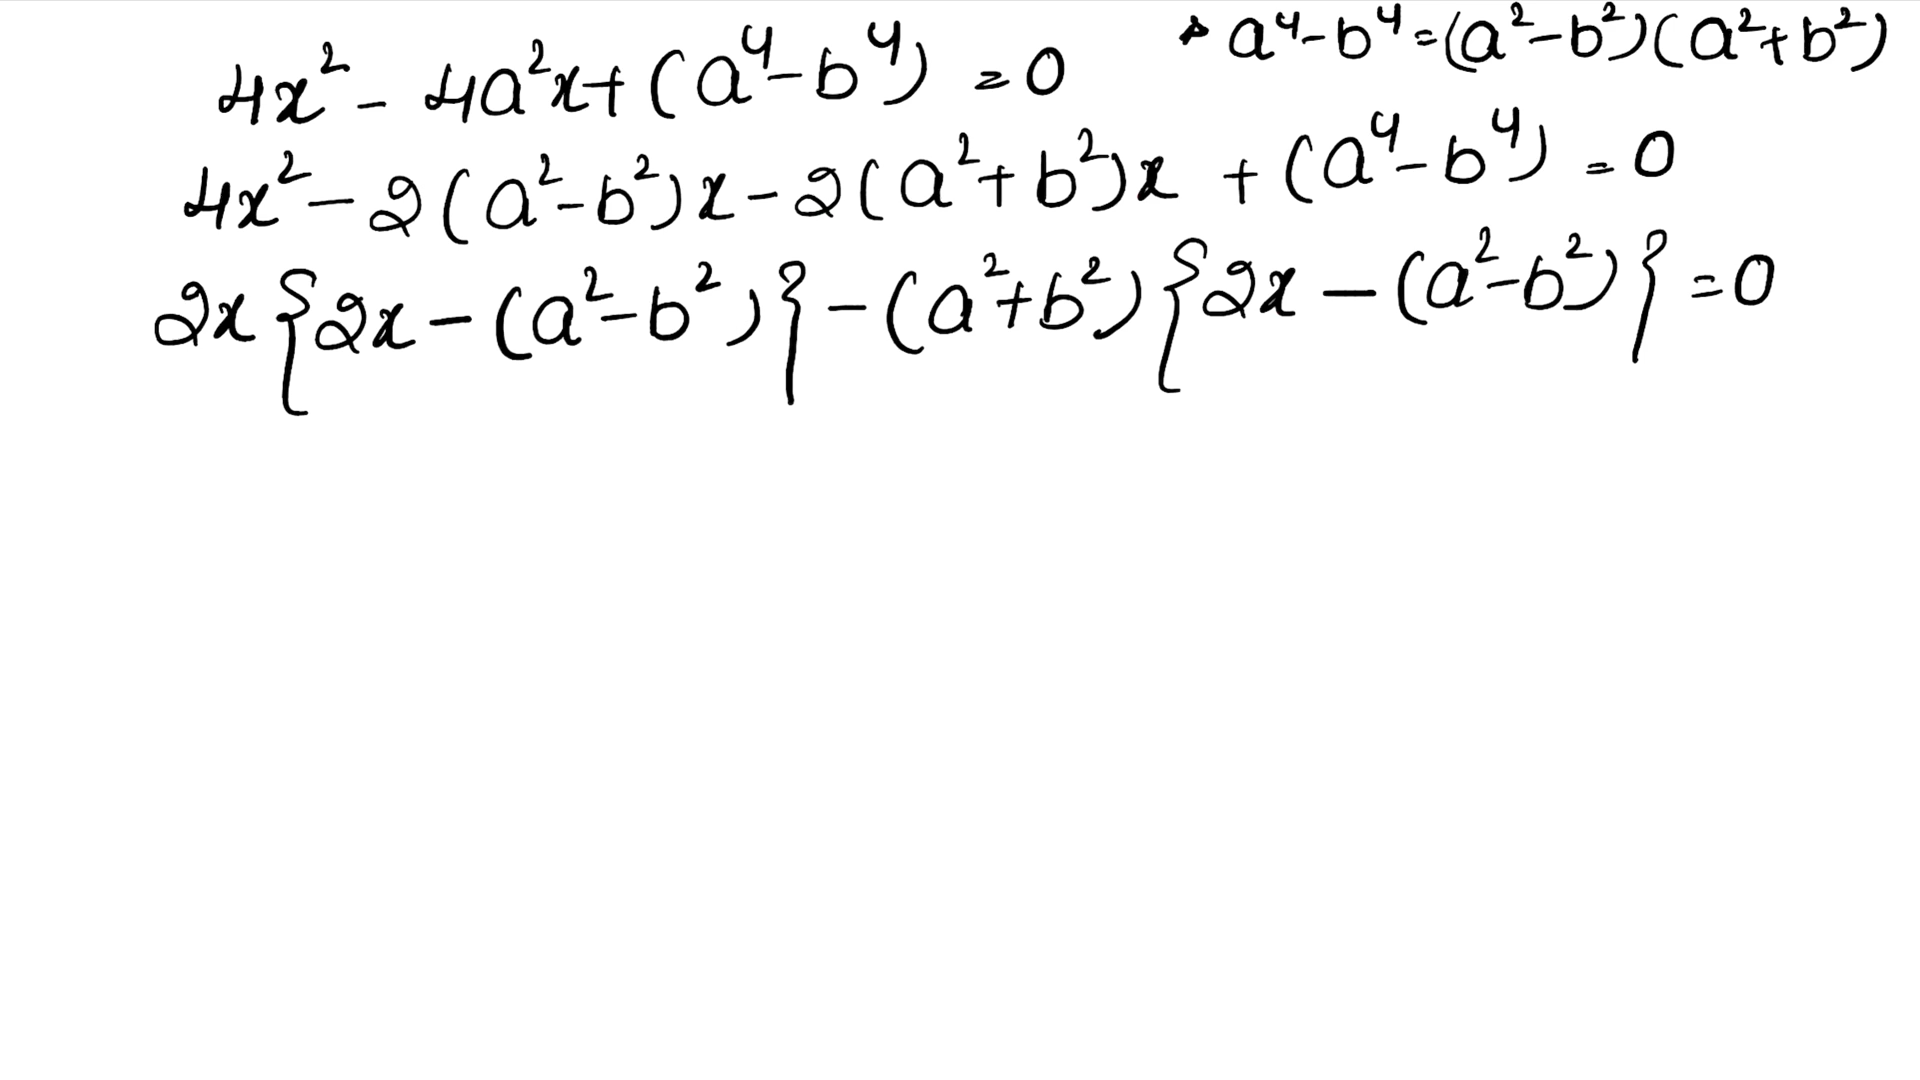 4x² - 4a²x + (a⁴ - b⁴) = 0
* a⁴ - b⁴ = (a² - b²)(a² + b²)
4x² - 2(a² - b²)x - 2(a² + b²)x + (a⁴ - b⁴) = 0
2x{2x - (a² - b²)} - (a² + b²){2x - (a² - b²)} = 0